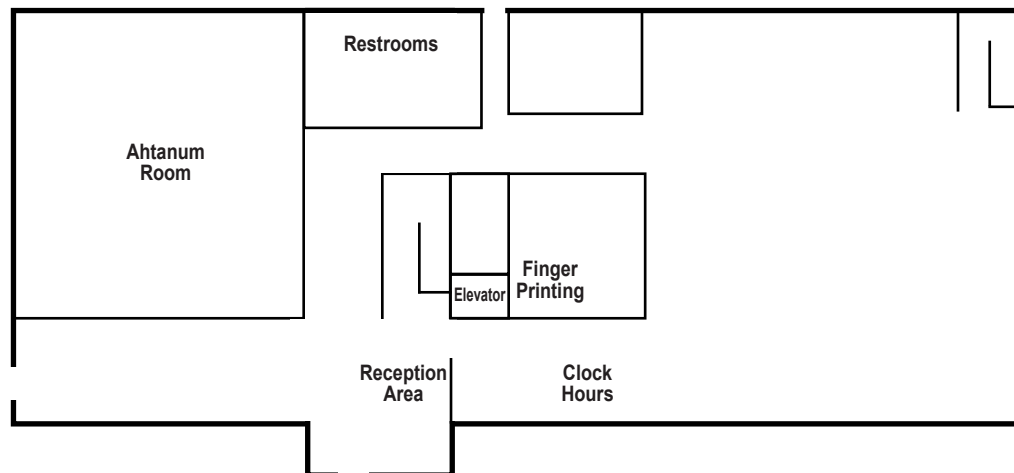 Restrooms
Ahtanum
Room
Finger
Printing
Elevator
Reception
Area
Clock
Hours